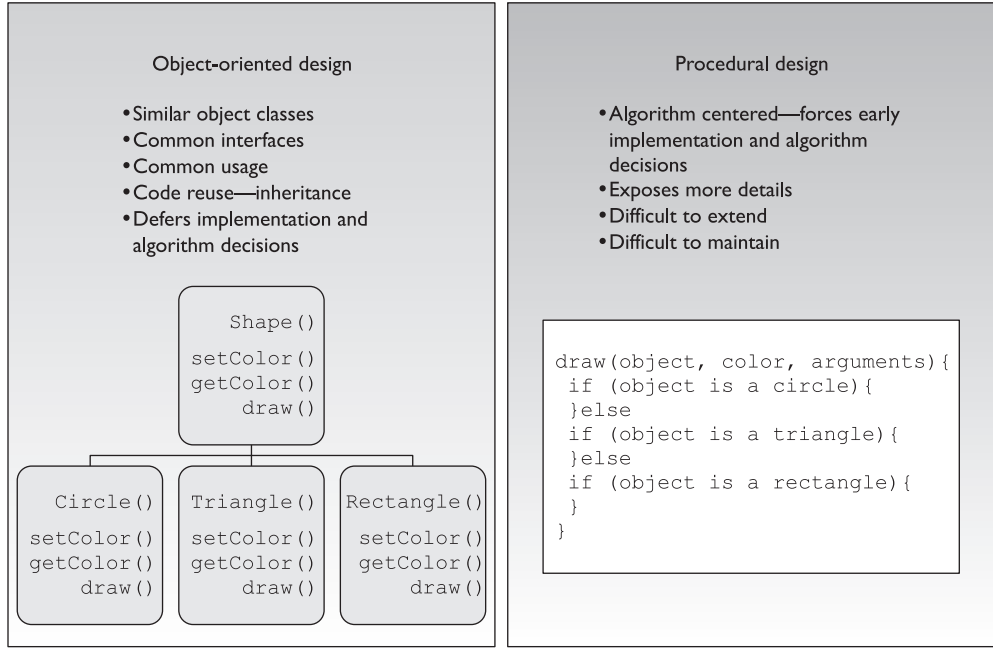 Object-oriented design
•Similar object classes
•Common interfaces
•Common usage
•Code reuse—inheritance
•Defers implementation and
algorithm decisions
Shape()
setColor()
getColor()
draw()
Circle()
setColor()
getColor()
draw()
Triangle()
setColor()
getColor()
draw()
Rectangle()
setColor()
getColor()
draw()
Procedural design
•Algorithm centered—forces early
implementation and algorithm
decisions
•Exposes more details
•Difficult to extend
•Difficult to maintain
draw(object, color, arguments){
if (object is a circle){
}else
if (object is a triangle){
}else
if (object is a rectangle){
}
}